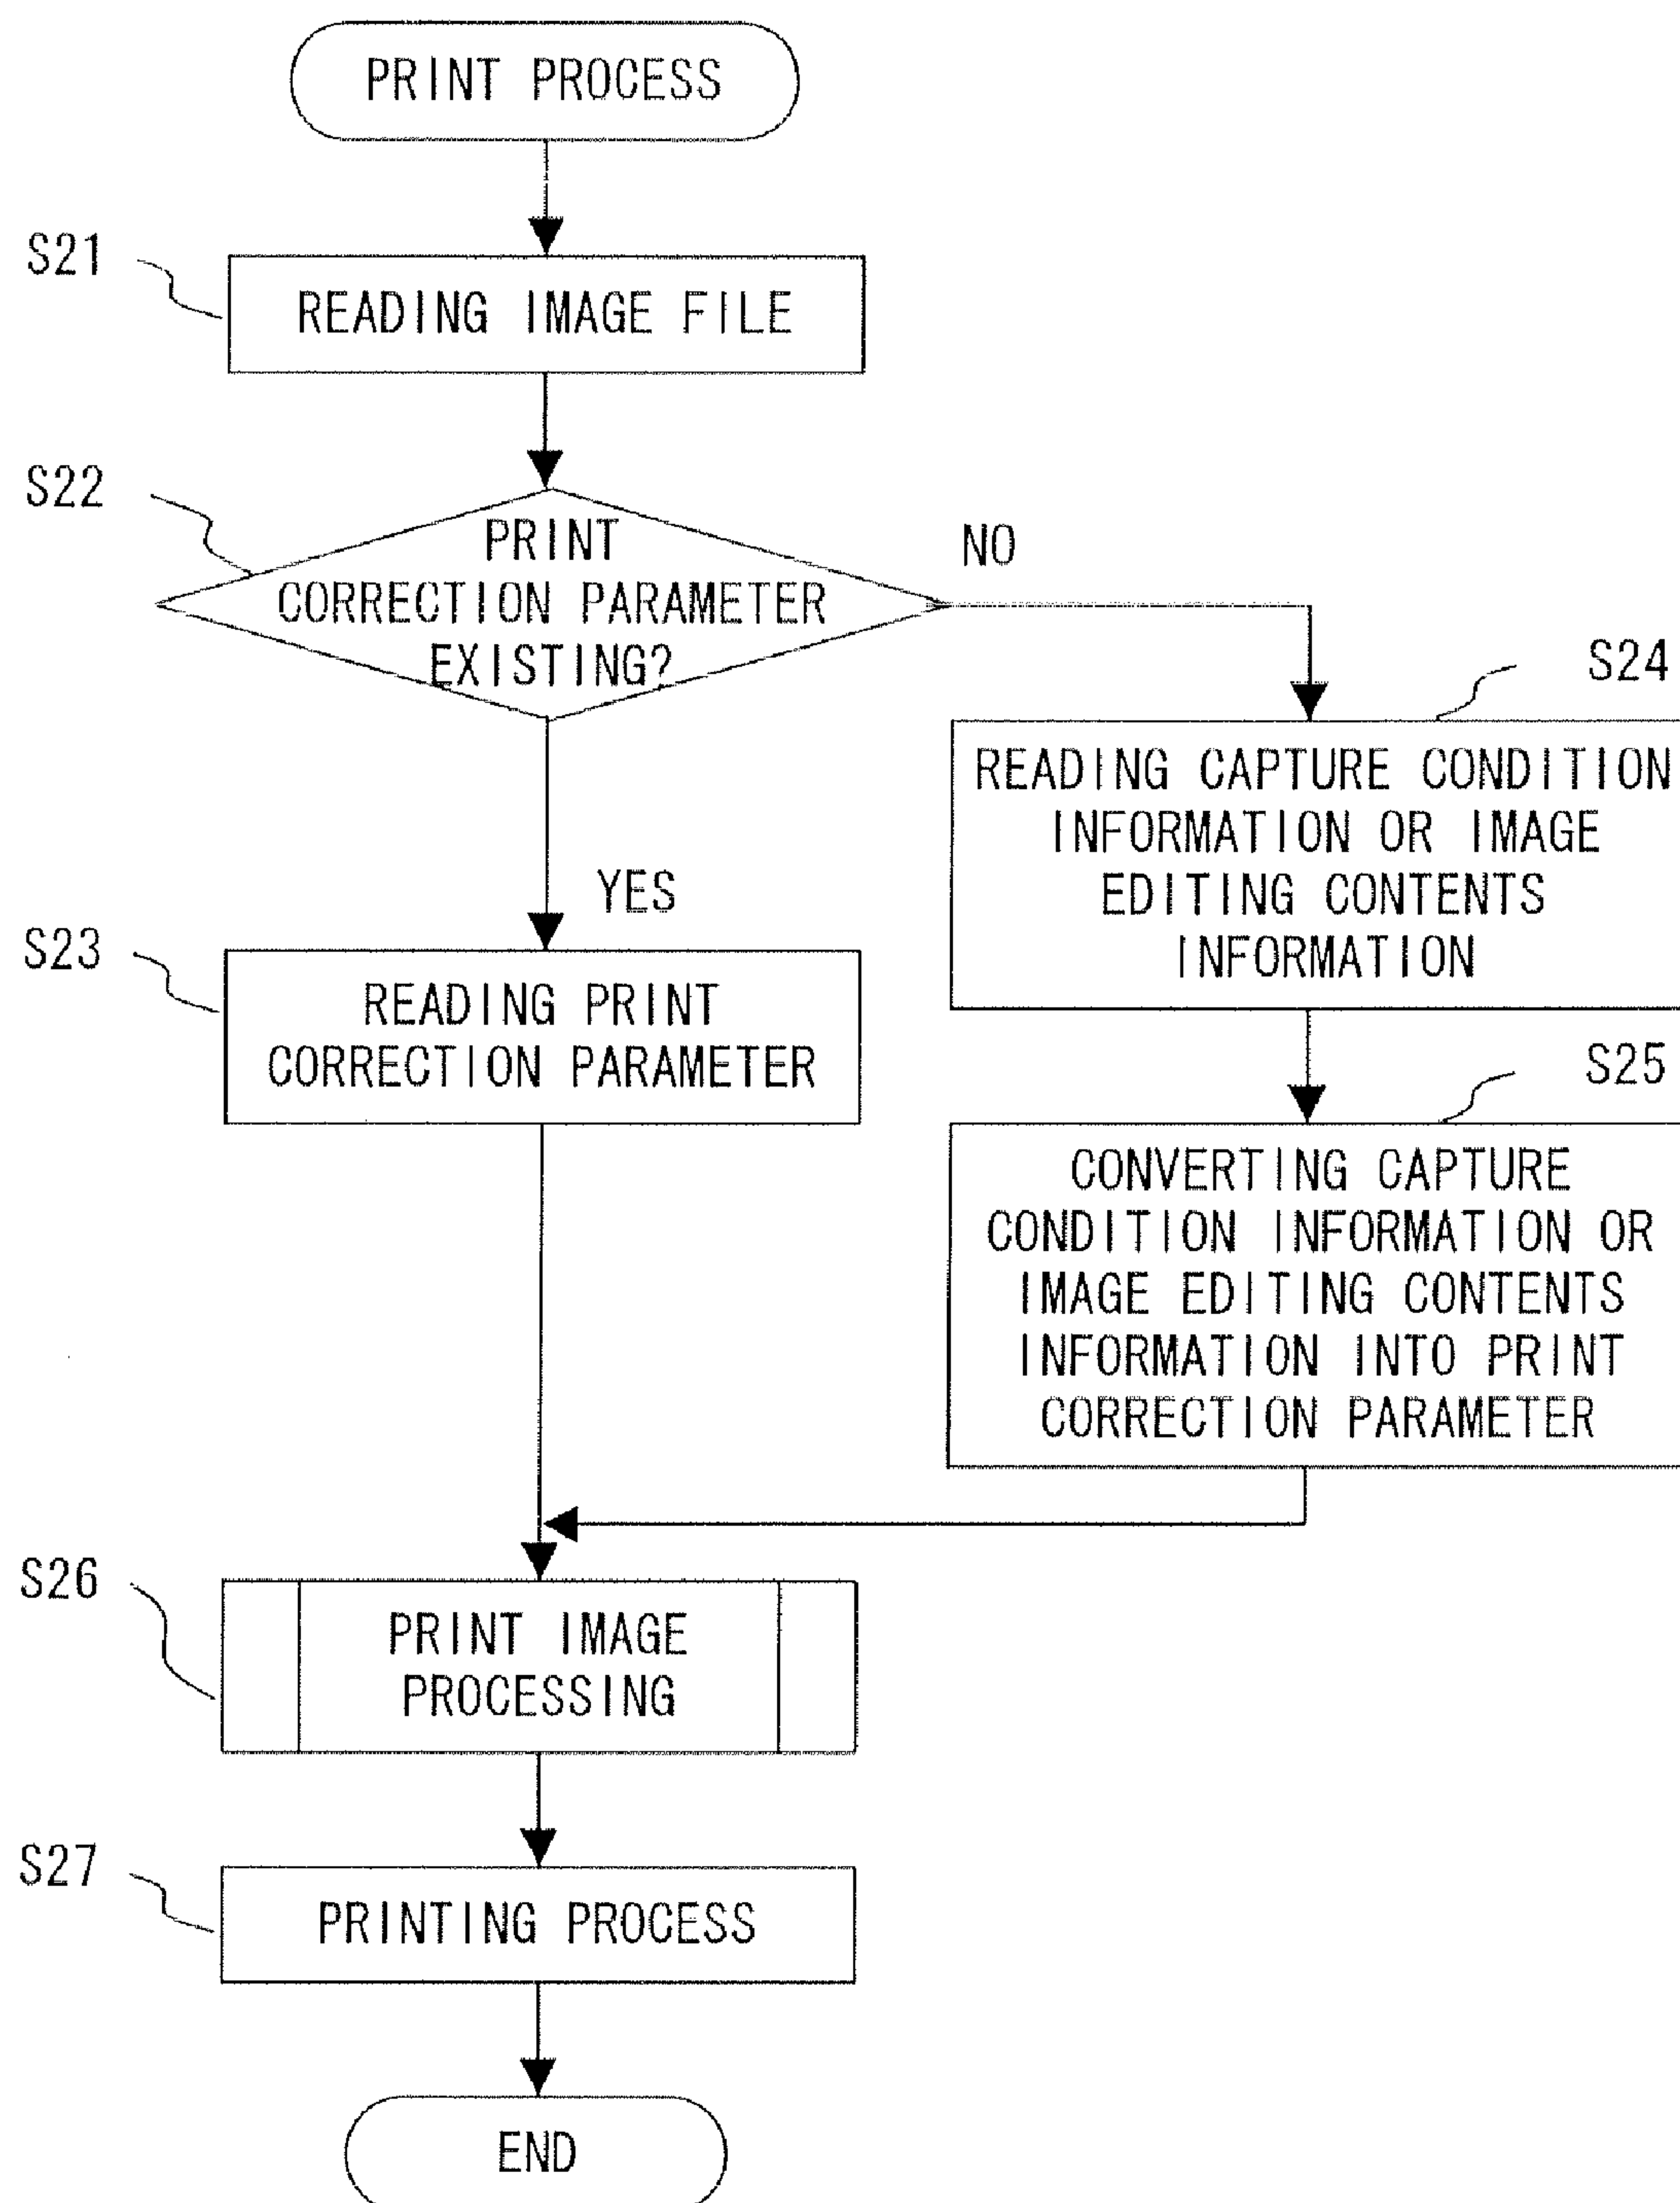 PRINT PROCESS
S21
READING IMAGE FILE
S22
PRINT
CORRECTION PARAMETER
EXISTING?
NO
YES
S24
READING CAPTURE CONDITION
INFORMATION OR IMAGE
EDITING CONTENTS
INFORMATION
S23
READING PRINT
CORRECTION PARAMETER
S25
CONVERTING CAPTURE
CONDITION INFORMATION OR
IMAGE EDITING CONTENTS
INFORMATION INTO PRINT
CORRECTION PARAMETER
S26
PRINT IMAGE
PROCESSING
S27
PRINTING PROCESS
END